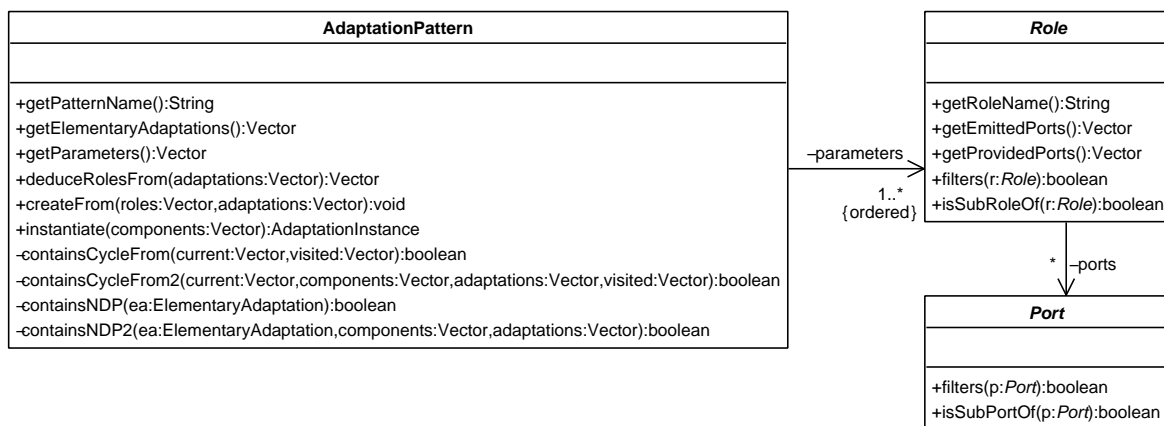 AdaptationPattern
+getPatternName():String
+getElementaryAdaptations():Vector
+getParameters():Vector
+deduceRolesFrom(adaptations:Vector):Vector
+createFrom(roles:Vector,adaptations:Vector):void
+instantiate(components:Vector):AdaptationInstance
–containsCycleFrom(current:Vector,visited:Vector):boolean
–containsCycleFrom2(current:Vector,components:Vector,adaptations:Vector,visited:Vector):boolean
–containsNDP(ea:ElementaryAdaptation):boolean
–containsNDP2(ea:ElementaryAdaptation,components:Vector,adaptations:Vector):boolean
–parameters
1..*
{ordered}
Role
+getRoleName():String
+getEmittedPorts():Vector
+getProvidedPorts():Vector
+filters(r:Role):boolean
+isSubRoleOf(r:Role):boolean
* –ports
Port
+filters(p:Port):boolean
+isSubPortOf(p:Port):boolean